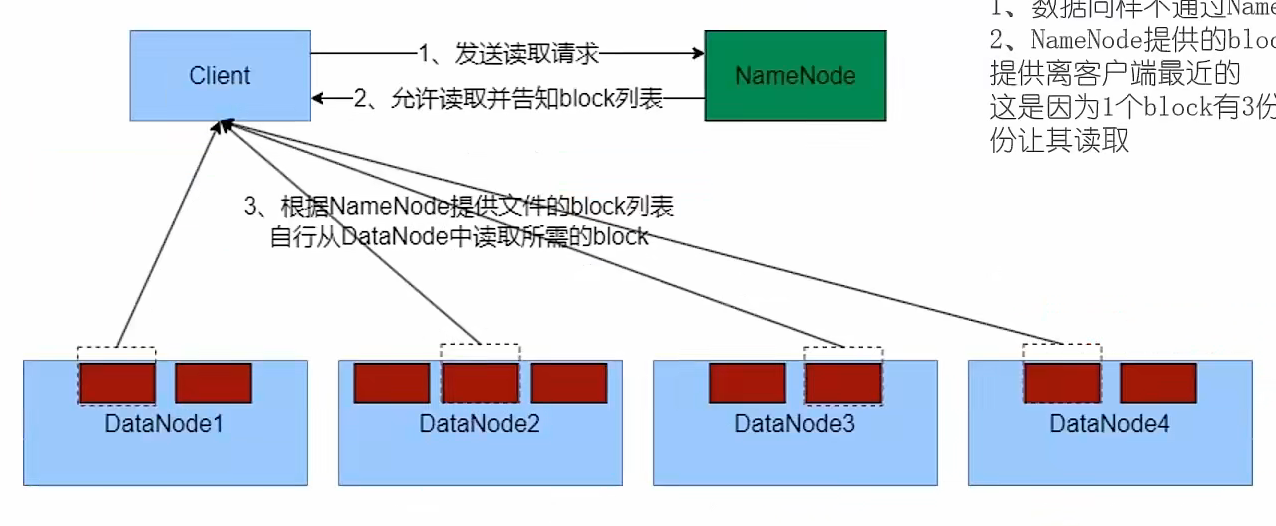 Client
1、发送读取请求
NameNode
2、允许读取并告知block列表
3、根据NameNode提供文件的block列表
自行从DataNode中读取所需的block
DataNode1
DataNode2
DataNode3
DataNode4
1、数据同样不通过Name
2、NameNode提供的bloc
提供离客户端最近的
这是因为1个block有3份
份让其读取